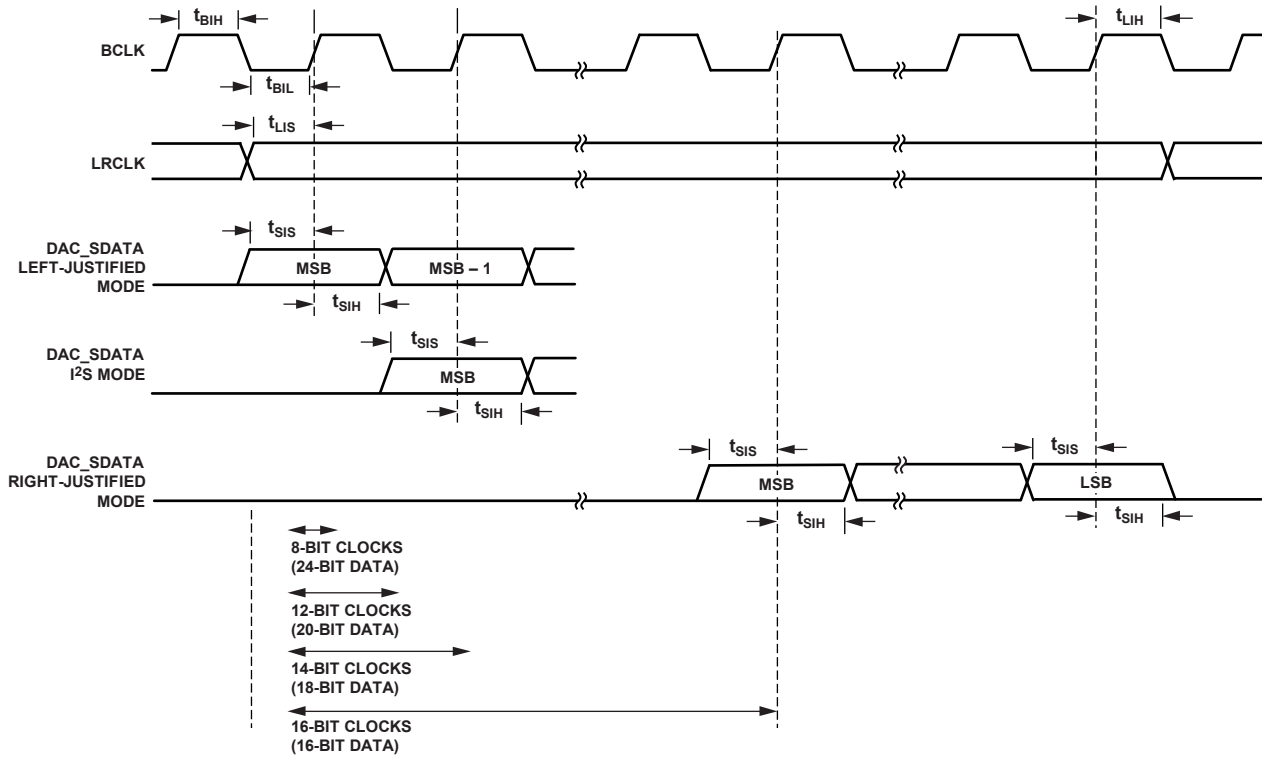 tBIH
tLIH
BCLK
tBIL
tLIS
LRCLK
DAC_SDATA
LEFT-JUSTIFIED
MODE
tSIS
MSB
MSB – 1
tSIH
DAC_SDATA
I²S MODE
tSIS
MSB
tSIH
DAC_SDATA
RIGHT-JUSTIFIED
MODE
tSIS
tSIS
MSB
LSB
tSIH
tSIH
8-BIT CLOCKS
(24-BIT DATA)
12-BIT CLOCKS
(20-BIT DATA)
14-BIT CLOCKS
(18-BIT DATA)
16-BIT CLOCKS
(16-BIT DATA)